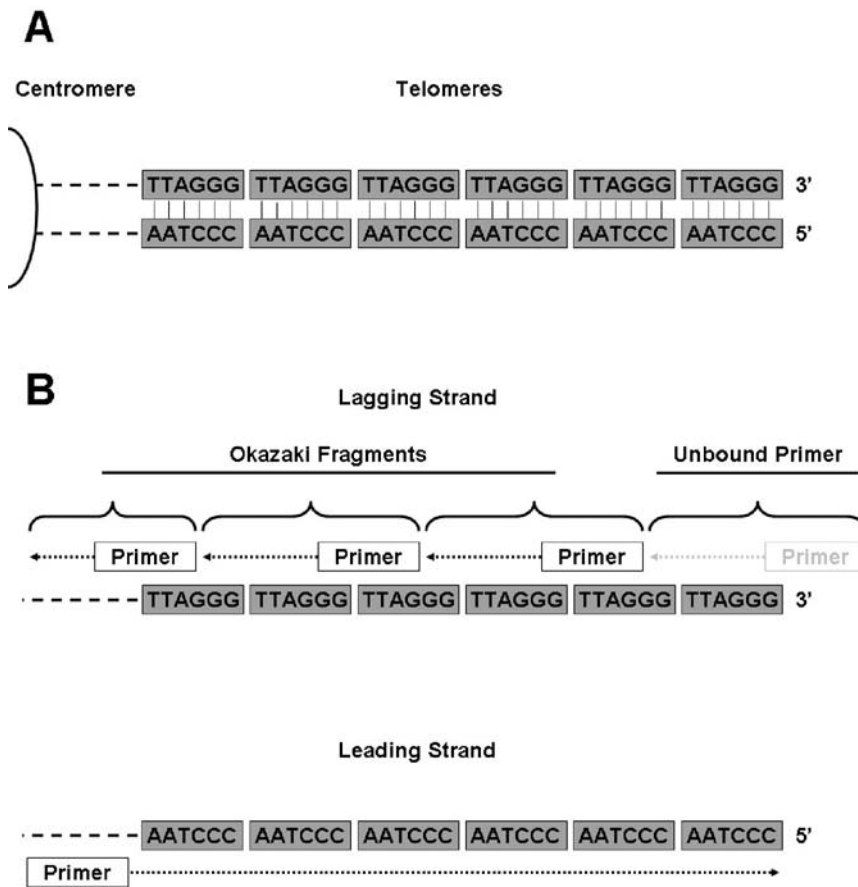 A
Centromere Telomeres
TTAGGG TTAGGG TTAGGG TTAGGG TTAGGG TTAGGG 3’
AATCCC AATCCC AATCCC AATCCC AATCCC AATCCC 5’
B
Lagging Strand
Okazaki Fragments Unbound Primer
Primer Primer Primer Primer
TTAGGG TTAGGG TTAGGG TTAGGG TTAGGG TTAGGG 3’
Leading Strand
AATCCC AATCCC AATCCC AATCCC AATCCC AATCCC 5’
Primer